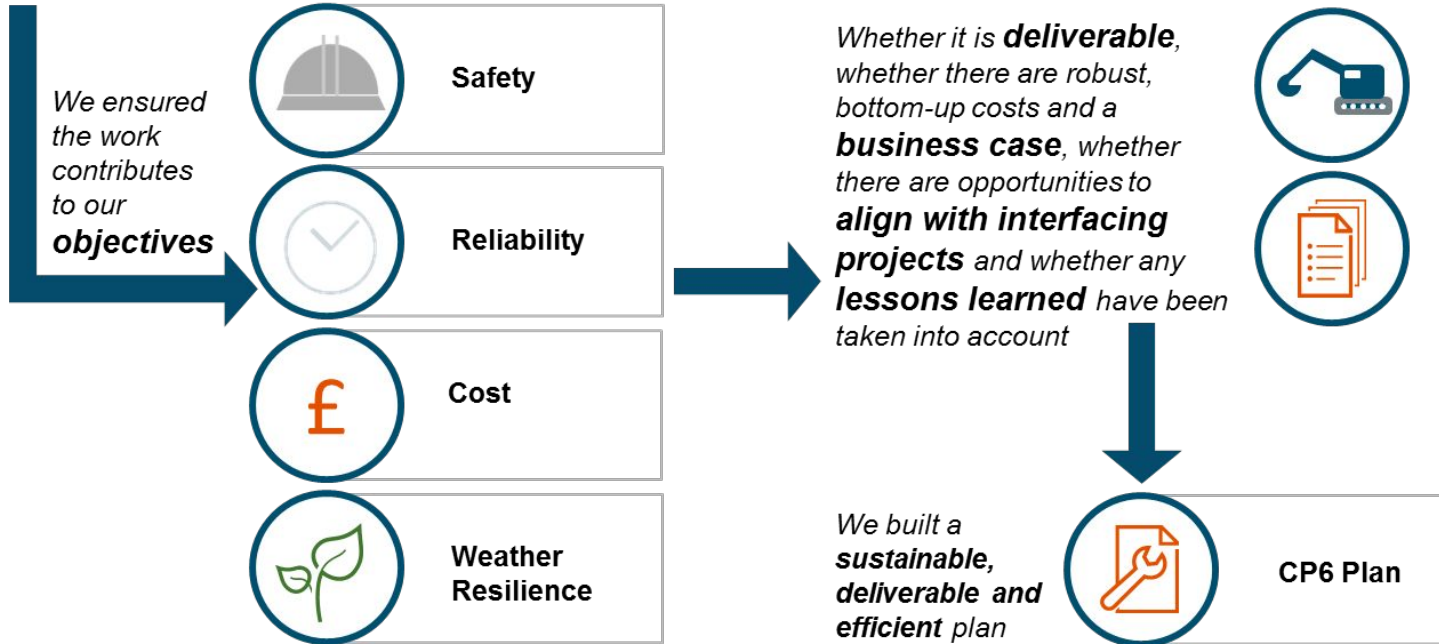 We ensured
the work
contributes
to our
objectives
Safety
Reliability
£
Cost
Weather
Resilience
Whether it is deliverable,
whether there are robust,
bottom-up costs and a
business case, whether
there are opportunities to
align with interfacing
projects and whether any
lessons learned have been
taken into account
We built a
sustainable,
deliverable and
efficient plan
CP6 Plan